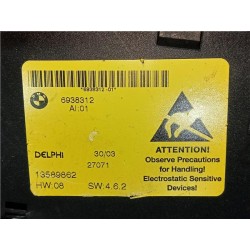 *6938312-01*
6938312
AI:01
DELPHI 30/03
27071
13589862
HW:08 SW:4.6.2
ATTENTION!
Observe Precautions
for Handling!
Electrostatic Sensitive
Devices!